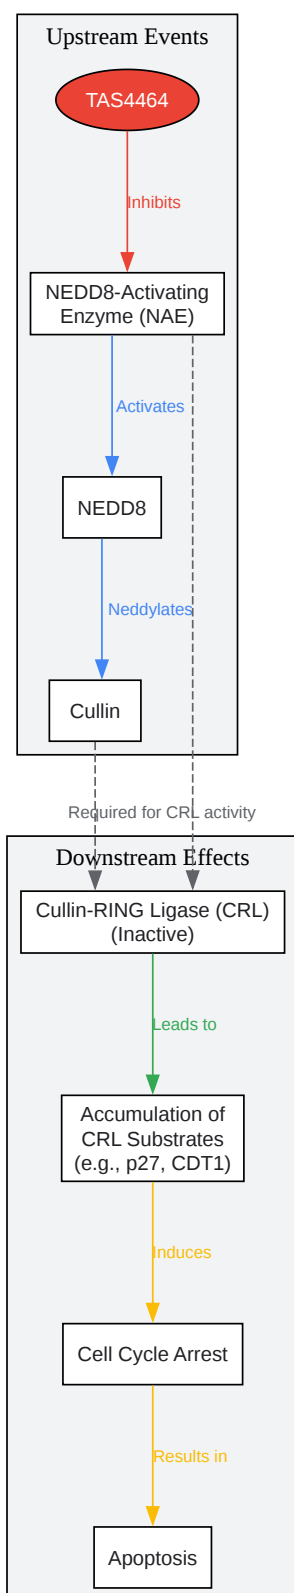 Upstream Events
TAS4464
Inhibits
NEDD8-Activating
Enzyme (NAE)
Activates
NEDD8
Neddylates
Cullin
Required for CRL activity
Downstream Effects
Cullin-RING Ligase (CRL)
(Inactive)
Leads to
Accumulation of
CRL Substrates
(e.g., p27, CDT1)
Induces
Cell Cycle Arrest
Results in
Apoptosis